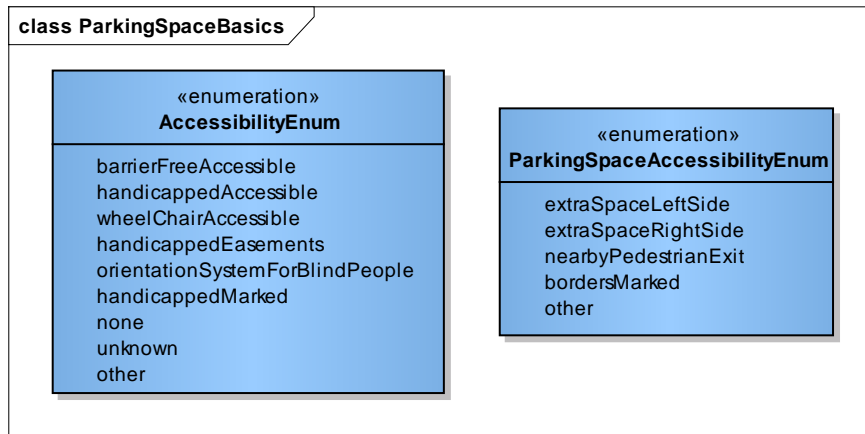 class ParkingSpaceBasics
«enumeration»
AccessibilityEnum
barrierFreeAccessible
handicappedAccessible
wheelChairAccessible
handicappedEasements
orientationSystemForBlindPeople
handicappedMarked
none
unknown
other
«enumeration»
ParkingSpaceAccessibilityEnum
extraSpaceLeftSide
extraSpaceRightSide
nearbyPedestrianExit
bordersMarked
other